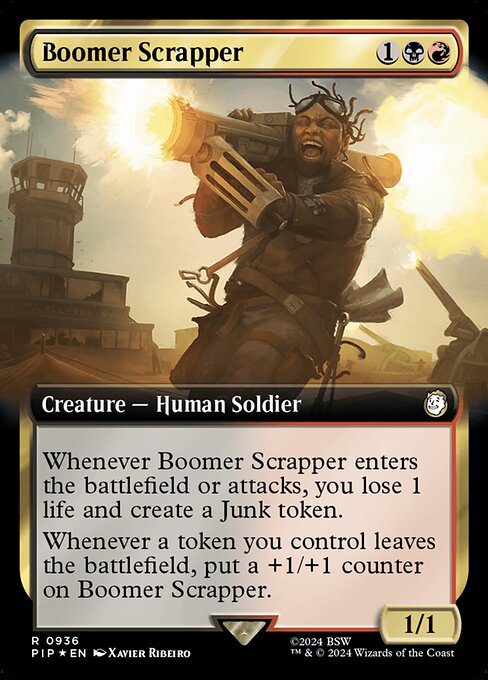 Boomer Scrapper 1
Creature — Human Soldier
Whenever Boomer Scrapper enters
the battlefield or attacks, you lose 1
life and create a Junk token.
Whenever a token you control leaves
the battlefield, put a +1/+1 counter
on Boomer Scrapper.
1/1
R 0936
PIP★EN Xavier Ribeiro
©2024 BSW
™ & © 2024 Wizards of the Coast